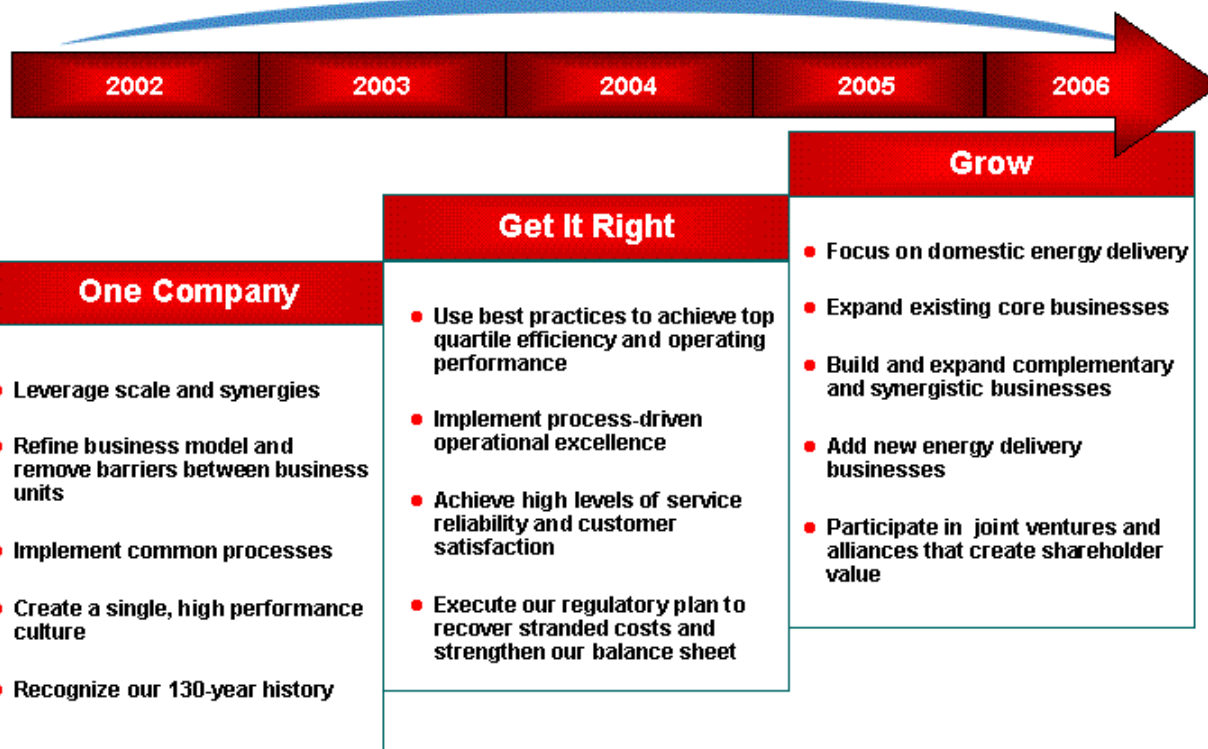 2002 2003 2004 2005 2006
One Company
Leverage scale and synergies
Refine business model and
remove barriers between business
units
Implement common processes
Create a single, high performance
culture
Recognize our 130-year history
Get It Right
Use best practices to achieve top
quartile efficiency and operating
performance
Implement process-driven
operational excellence
Achieve high levels of service
reliability and customer
satisfaction
Execute our regulatory plan to
recover stranded costs and
strengthen our balance sheet
Grow
Focus on domestic energy delivery
Expand existing core businesses
Build and expand complementary
and synergistic businesses
Add new energy delivery
businesses
Participate in joint ventures and
alliances that create shareholder
value